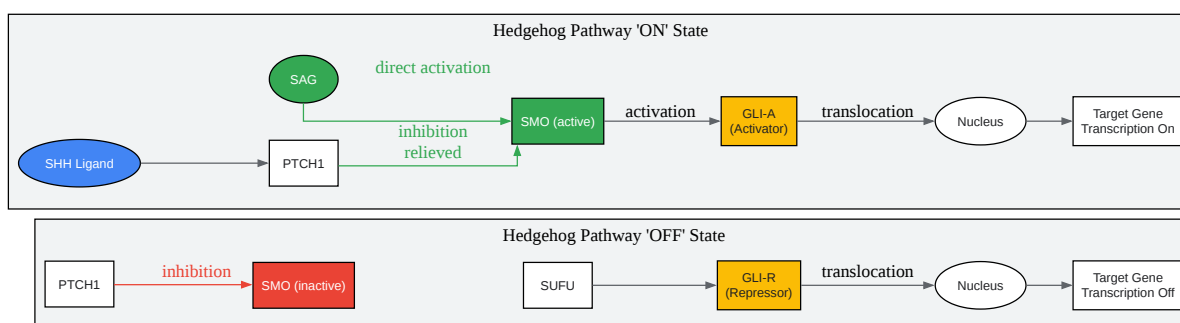 Hedgehog Pathway 'ON' State
SAG
direct activation
SMO (active)
activation
GLI-A
(Activator)
translocation
Nucleus
Target Gene
Transcription On
inhibition
relieved
SHH Ligand
PTCH1
Hedgehog Pathway 'OFF' State
PTCH1
inhibition
SMO (inactive)
SUFU
GLI-R
(Repressor)
translocation
Nucleus
Target Gene
Transcription Off